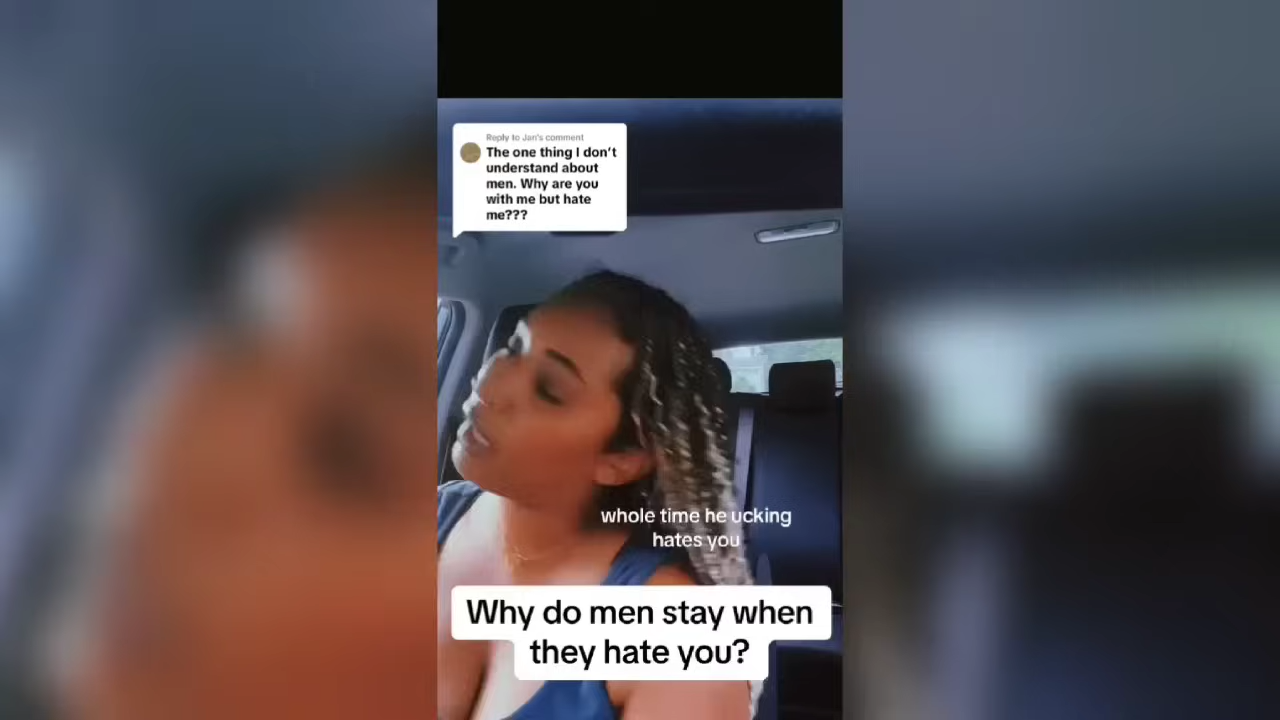 Reply to Jan's comment
The one thing I don't
understand about
men. Why are you
with me but hate
me???
whole time he ucking
hates you
Why do men stay when
they hate you?